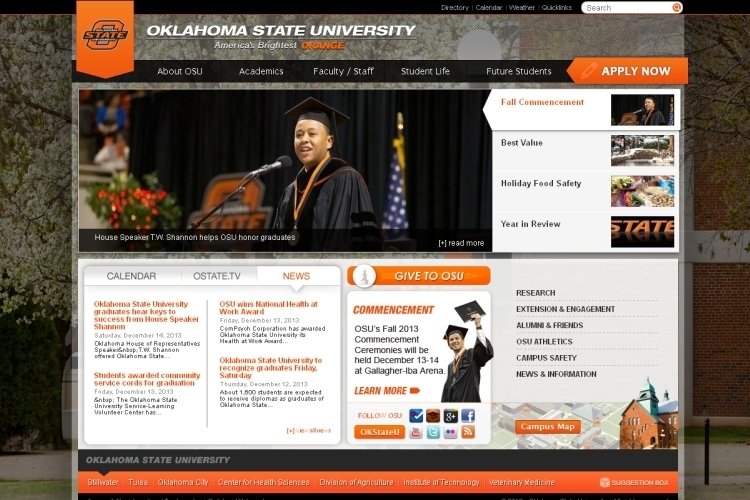 Directory | Calendar | Weather | Quicklinks
Search
STATE
OKLAHOMA STATE UNIVERSITY
America's Brightest ORANGE
About OSU
Academics
Faculty / Staff
Student Life
Future Students
APPLY NOW
STATE
House Speaker T.W. Shannon helps OSU honor graduates
[+] read more
Fall Commencement
Best Value
Holiday Food Safety
Year in Review
STATE
CALENDAR
OSTATE.TV
NEWS
Oklahoma State University
graduates hear keys to
success from House Speaker
Shannon
Saturday, December 14, 2013
Oklahoma House of Representatives
Speaker&nbsp;T.W. Shannon
offered Oklahoma State...
Students awarded community
service cords for graduation
Friday, December 13, 2013
&nbsp; The Oklahoma State
University Service-Learning
Volunteer Center has...
OSU wins National Health at
Work Award
Friday, December 13, 2013
ComPsych Corporation has awarded
Oklahoma State University its
Health at Work Award...
Oklahoma State University to
recognize graduates Friday,
Saturday
Thursday, December 12, 2013
About 1,600 students are expected
to receive diplomas as graduates of
Oklahoma State...
[+] view all news
GIVE TO OSU
COMMENCEMENT
OSU's Fall 2013
Commencement
Ceremonies will be
held December 13-14
at Gallagher-Iba Arena.
LEARN MORE
FOLLOW OSU:
OKStateU
RESEARCH
EXTENSION & ENGAGEMENT
ALUMNI & FRIENDS
OSU ATHLETICS
CAMPUS SAFETY
NEWS & INFORMATION
Campus Map
OKLAHOMA STATE UNIVERSITY
Stillwater | Tulsa | Oklahoma City | Center for Health Sciences | Division of Agriculture | Institute of Technology | Veterinary Medicine
SUGGESTION BOX